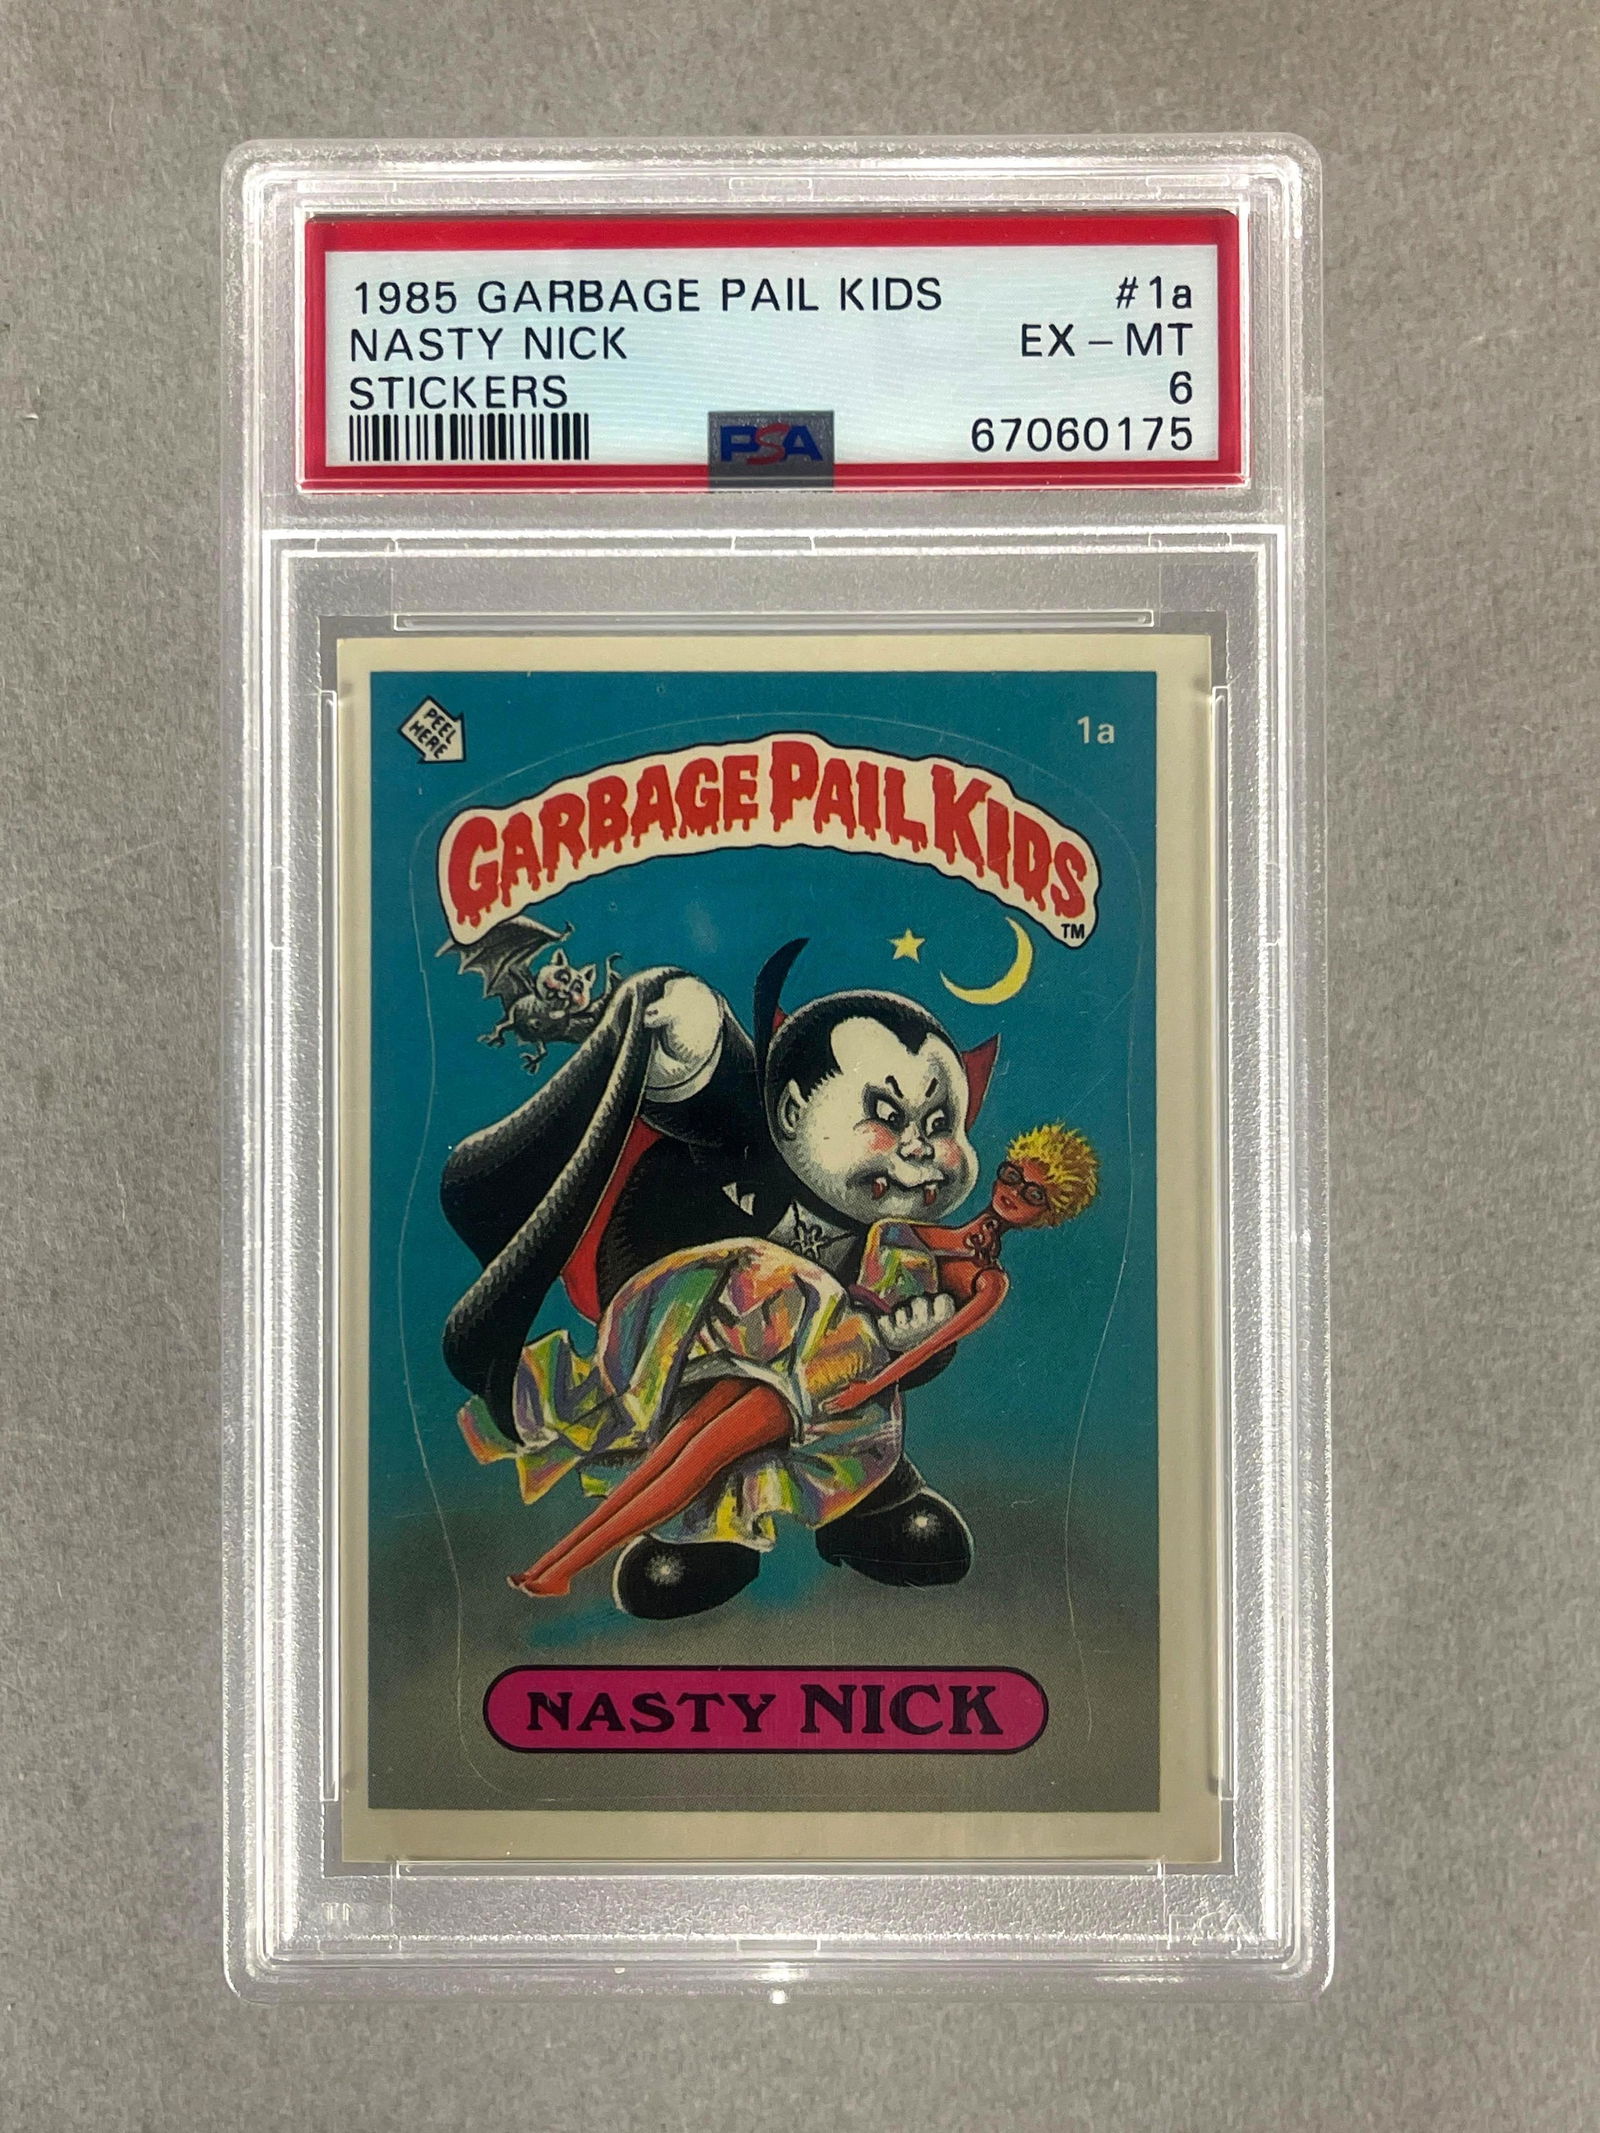 1985 GARBAGE PAIL KIDS #1a
NASTY NICK EX - MT
STICKERS 6
PSA 67060175
PEEL HERE
1a
GARBAGE PAIL KIDS
TM
NASTY NICK
PSA